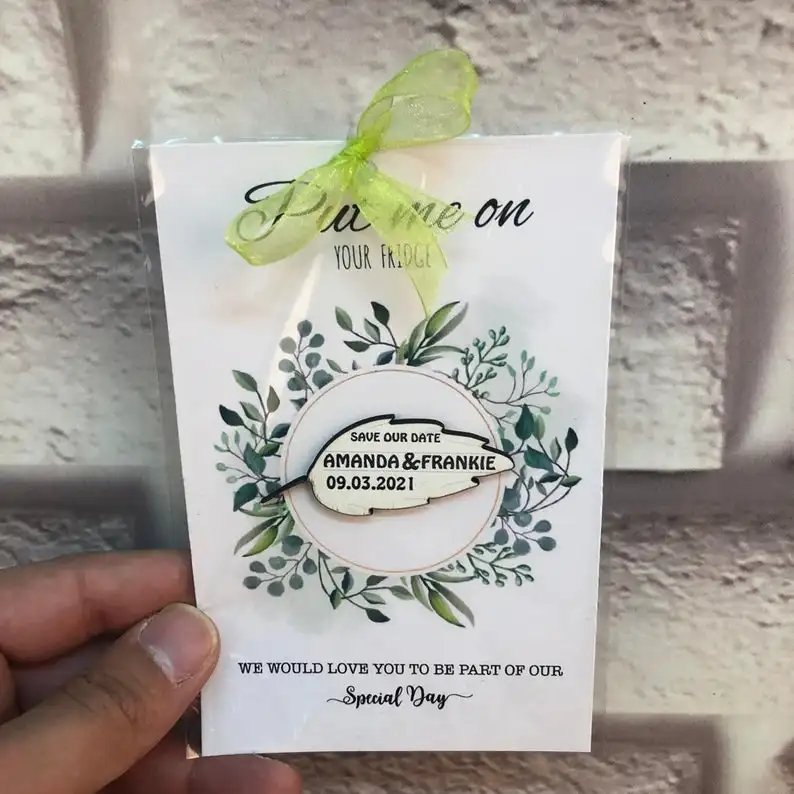 Put me on
YOUR FRIDGE
SAVE OUR DATE
AMANDA & FRANKIE
09.03.2021
WE WOULD LOVE YOU TO BE PART OF OUR
Special Day